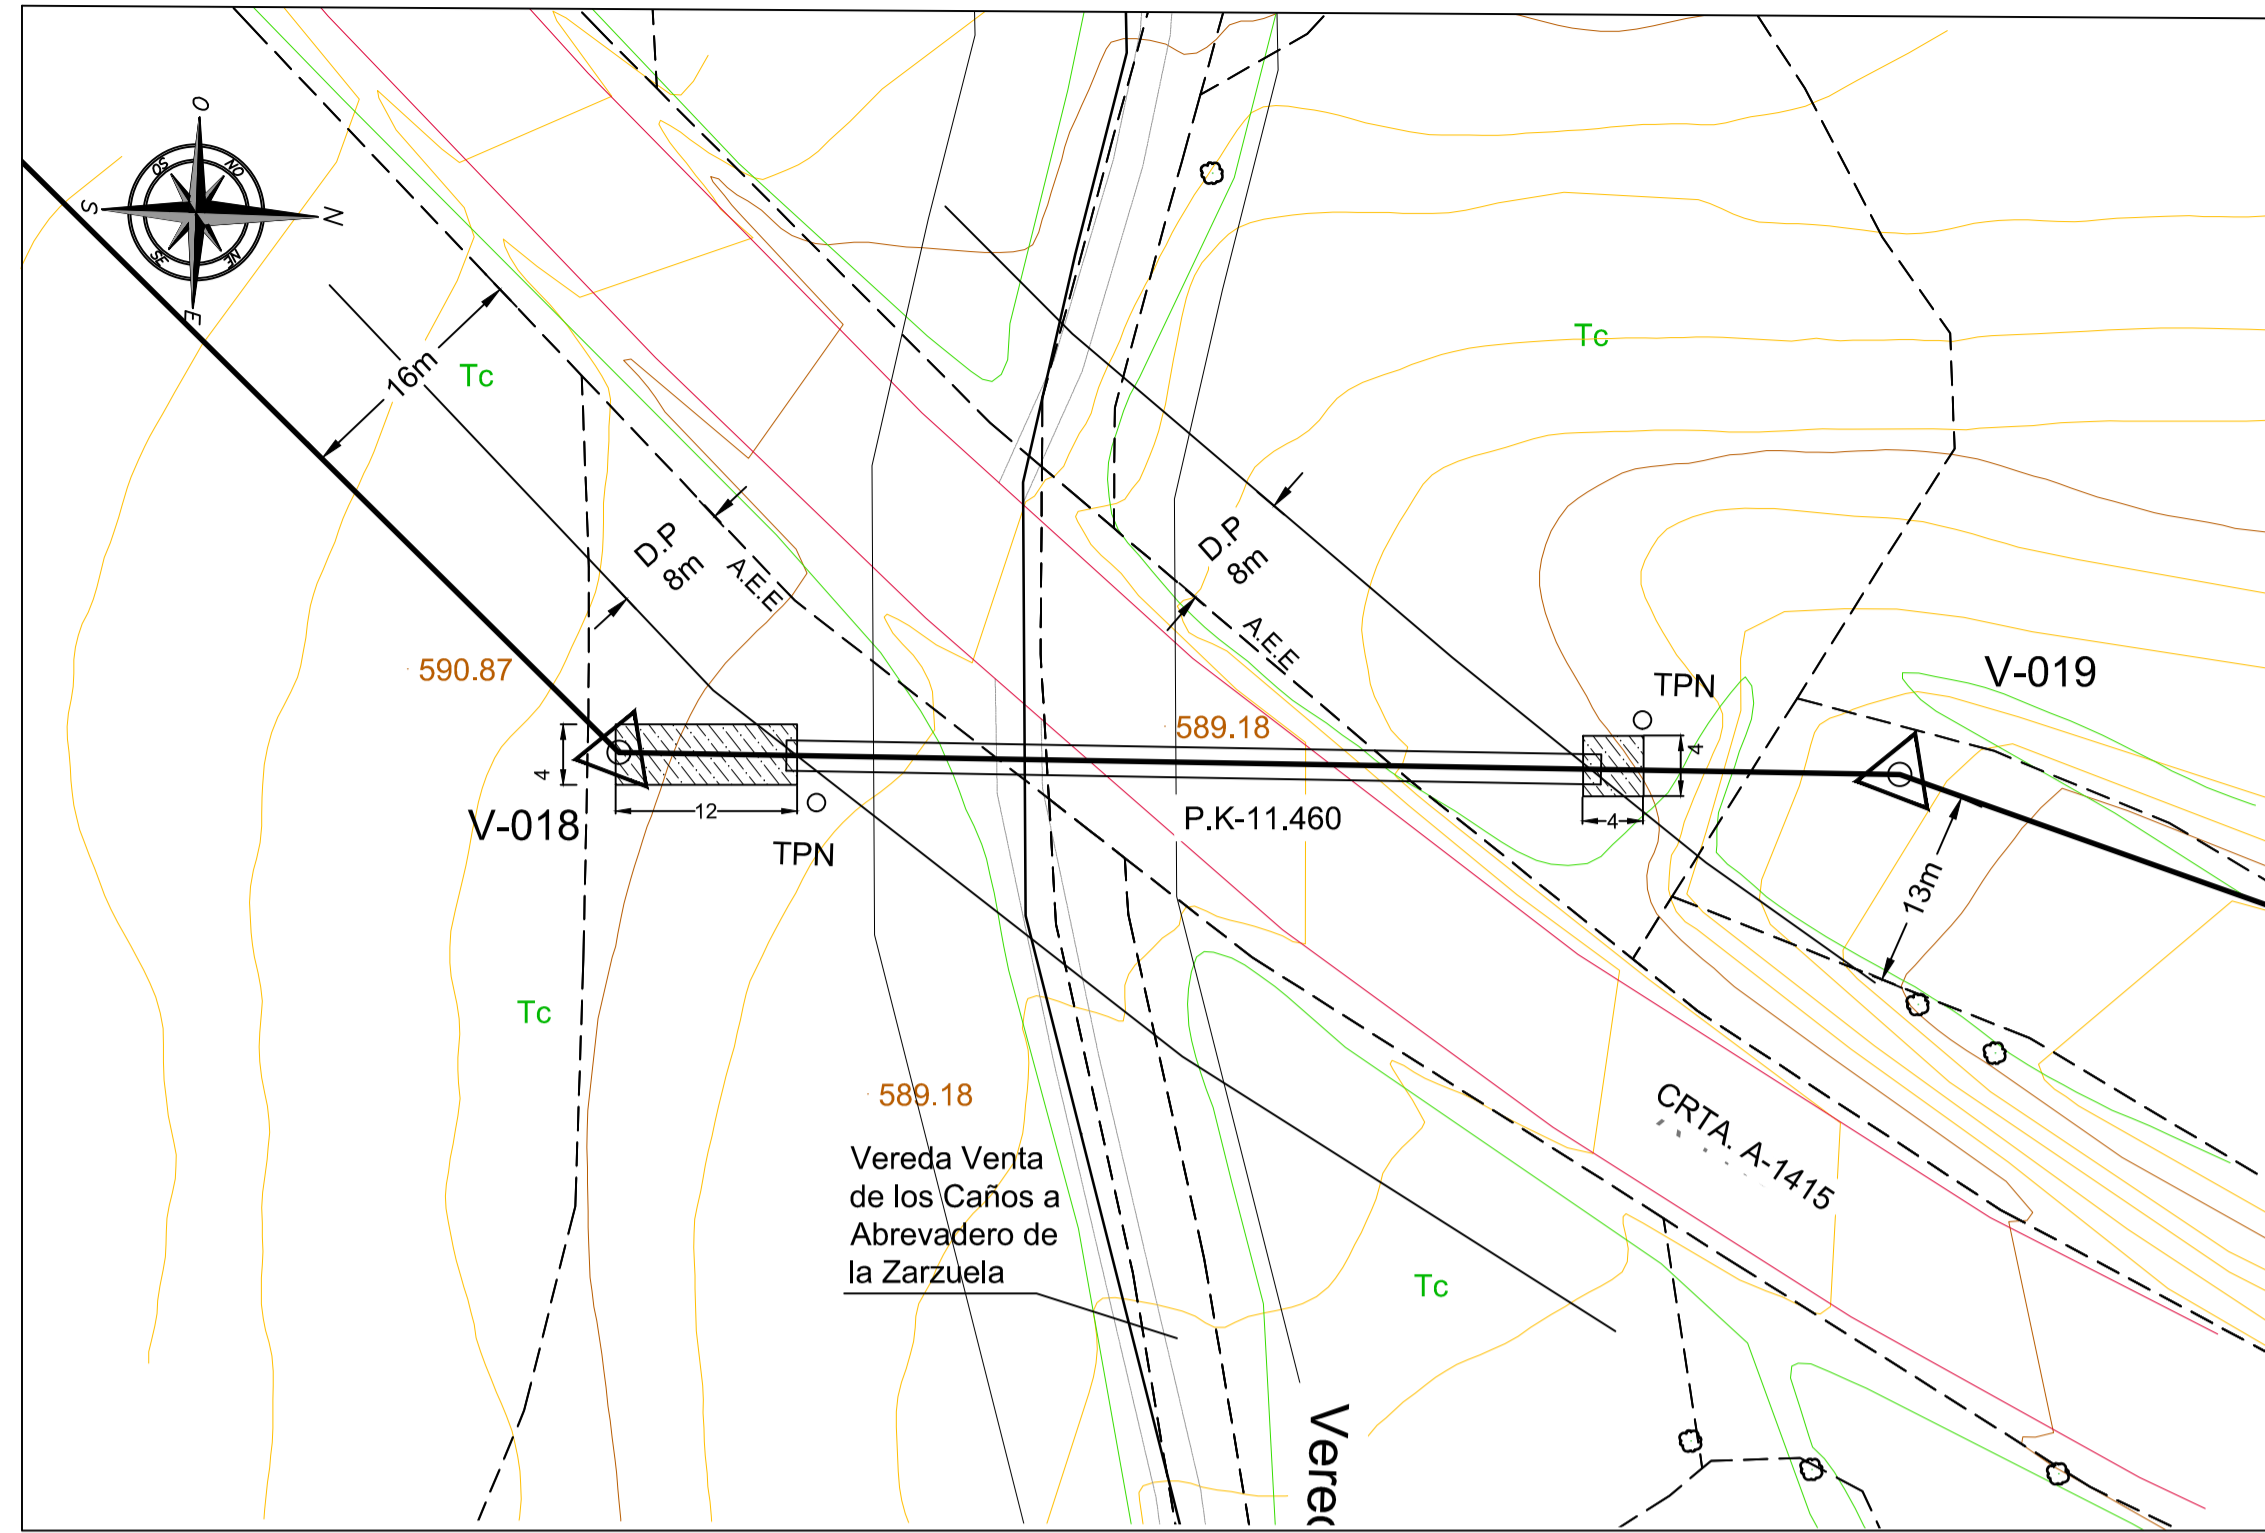 O
SO
NO
S
N
SE
NE
E
16m
Tc
Tc
D.P
8m
A.E.E
D.P
8m
A.E.E
590.87
589.18
TPN
V-019
4
4
V-018
12
TPN
P.K-11.460
4
13m
Tc
589.18
Vereda Venta
de los Caños a
Abrevadero de
la Zarzuela
CRTA. A-1415
Tc